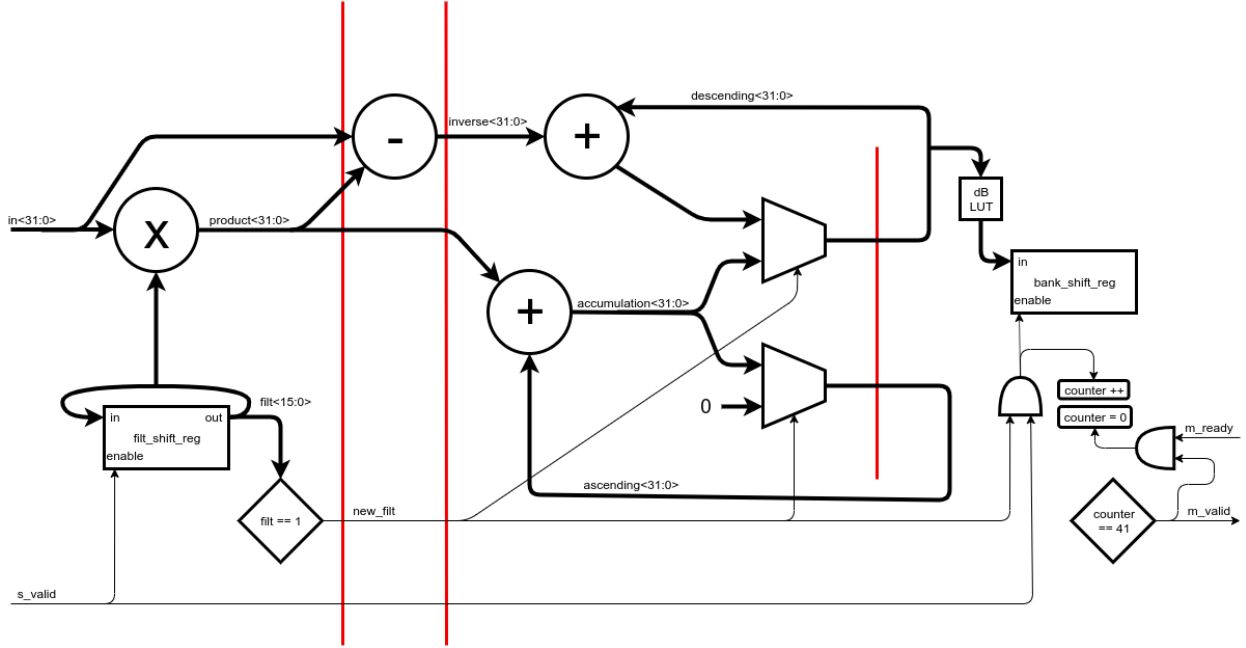 descending<31:0>
inverse<31:0>
-
+
dB
LUT
in<31:0>
X
product<31:0>
in
bank_shift_reg
enable
+
accumulation<31:0>
counter ++
0
counter = 0
filt<15:0>
in
out
filt_shift_reg
enable
m_ready
ascending<31:0>
filt == 1
new_filt
counter
== 41
m_valid
s_valid